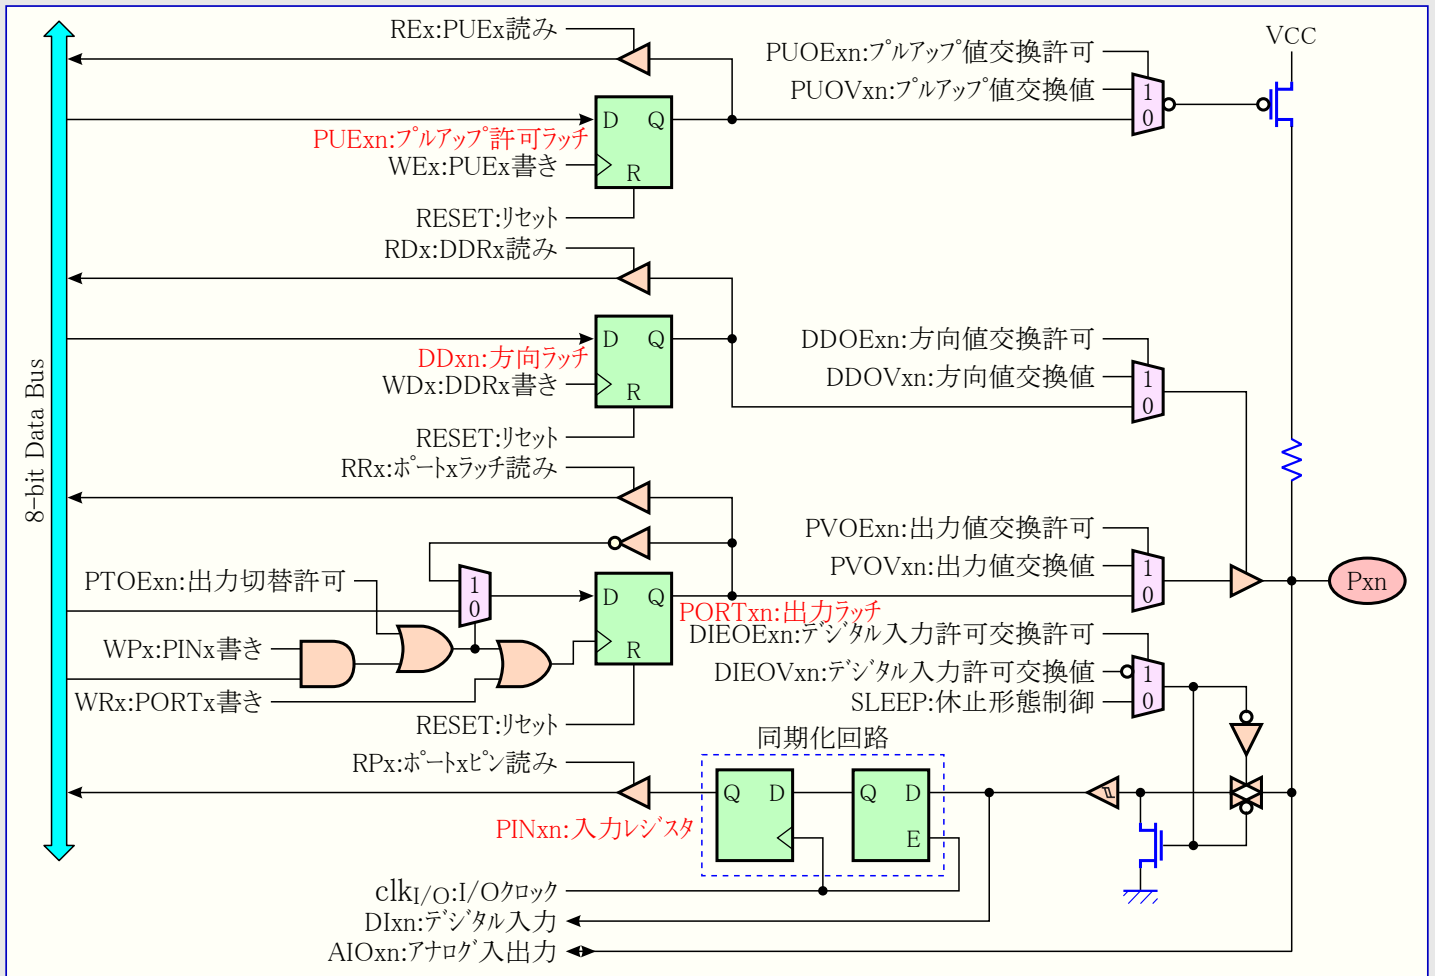 REx:PUEx読み
PUOExn:プルアップ値交換許可
VCC
PUOVxn:プルアップ値交換値
1
0
D Q
PUExn:プルアップ許可ラッチ
WEx:PUEx書き
R
RESET:リセット
RDx:DDRx読み
D Q
DDxn:方向ラッチ
WDx:DDRx書き
R
RESET:リセット
DDOExn:方向値交換許可
DDOVxn:方向値交換値
1
0
8-bit Data Bus
RRx:ポートxラッチ読み
PVOExn:出力値交換許可
PVOVxn:出力値交換値
1
0
Pxn
PTOExn:出力切替許可
1
0
D Q
PORTxn:出力ラッチ
WPx:PINx書き
R
WRx:PORTx書き
RESET:リセット
DIEOExn:デジタル入力許可交換許可
DIEOVxn:デジタル入力許可交換値
SLEEP:休止形態制御
1
0
同期化回路
RPx:ポートxピン読み
Q D
Q D
E
PINxn:入力レジスタ
clkI/O:I/Oクロック
DIxn:デジタル入力
AIOxn:アナログ入出力